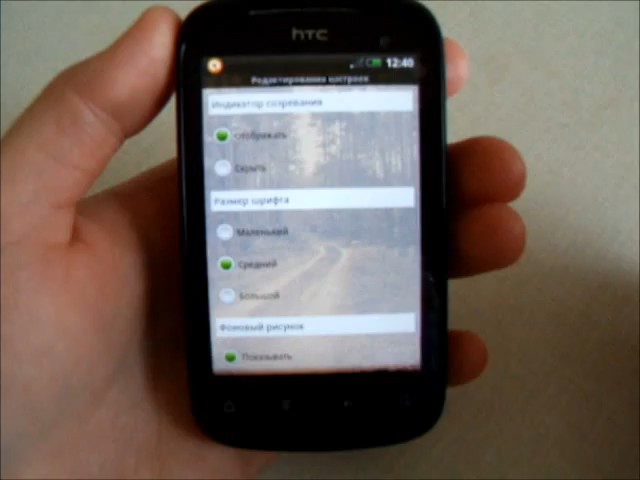 hTC
12:40
Редактирование настроек
Индикатор созревания
Отображать
Скрыть
Размер шрифта
Маленький
Средний
Большой
Фоновый рисунок
Показывать